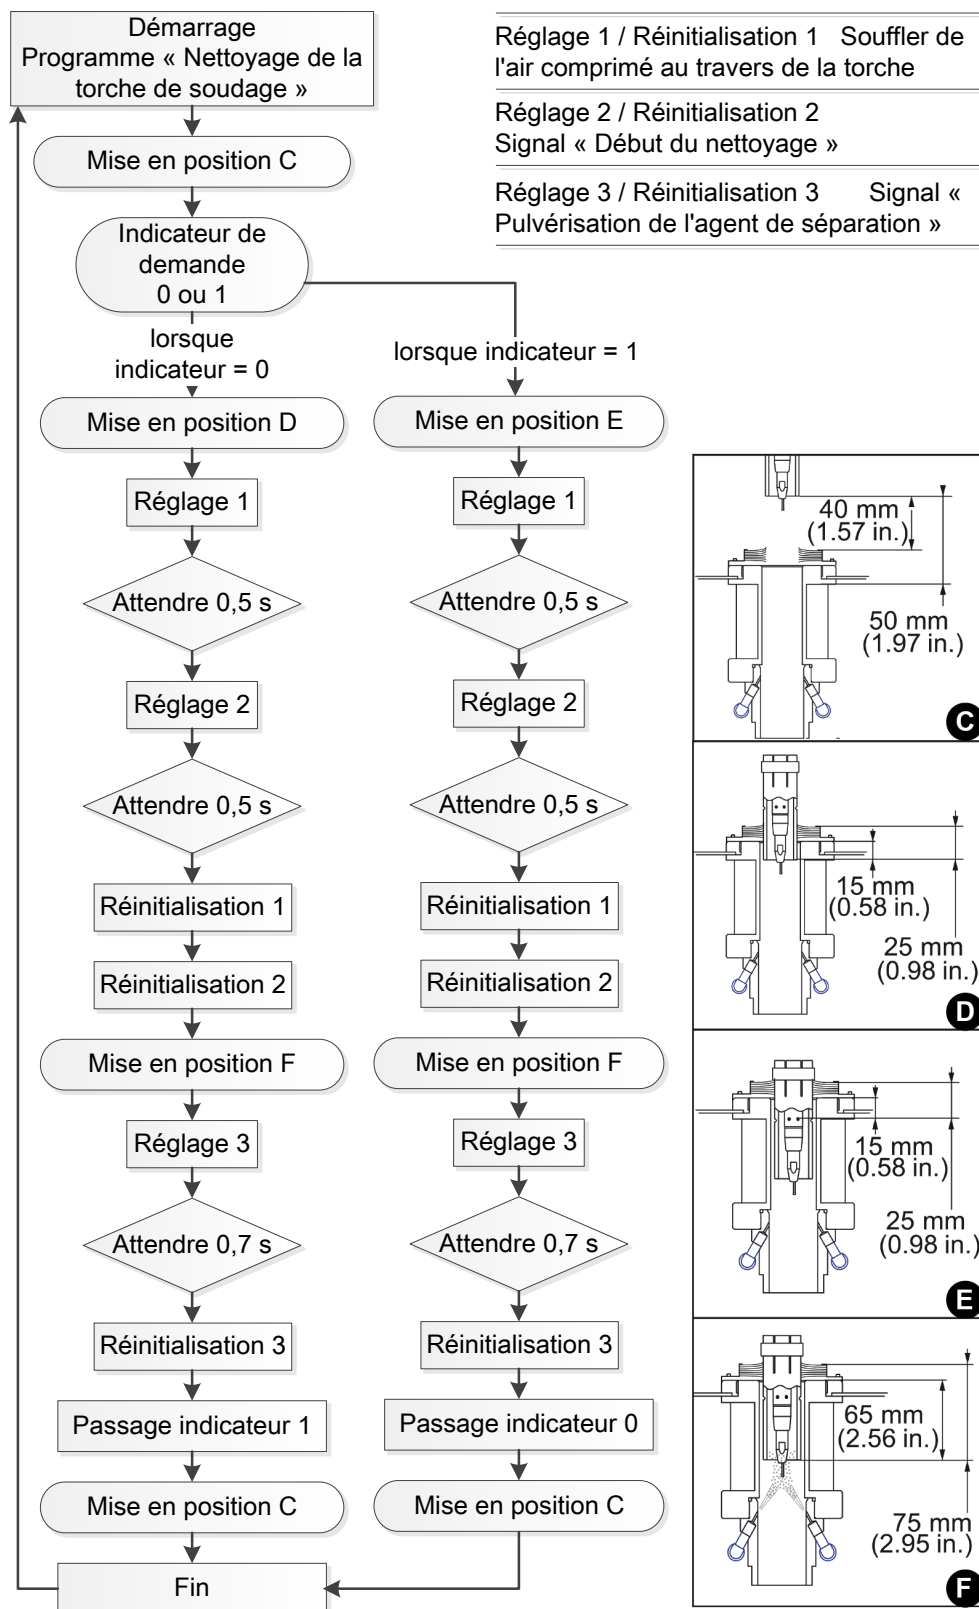 Démarrage
Programme « Nettoyage de la
torche de soudage »
Mise en position C
Indicateur de
demande
0 ou 1
lorsque
indicateur = 0
lorsque indicateur = 1
Mise en position D
Réglage 1
Attendre 0,5 s
Réglage 2
Attendre 0,5 s
Réinitialisation 1
Réinitialisation 2
Mise en position F
Réglage 3
Attendre 0,7 s
Réinitialisation 3
Passage indicateur 1
Mise en position C
Fin
Mise en position E
Réglage 1
Attendre 0,5 s
Réglage 2
Attendre 0,5 s
Réinitialisation 1
Réinitialisation 2
Mise en position F
Réglage 3
Attendre 0,7 s
Réinitialisation 3
Passage indicateur 0
Mise en position C
Réglage 1 / Réinitialisation 1 Souffler de
l'air comprimé au travers de la torche
Réglage 2 / Réinitialisation 2
Signal « Début du nettoyage »
Réglage 3 / Réinitialisation 3 Signal «
Pulvérisation de l'agent de séparation »
40 mm
(1.57 in.)
50 mm
(1.97 in.)
C
15 mm
(0.58 in.)
25 mm
(0.98 in.)
D
15 mm
(0.58 in.)
25 mm
(0.98 in.)
E
65 mm
(2.56 in.)
75 mm
(2.95 in.)
F